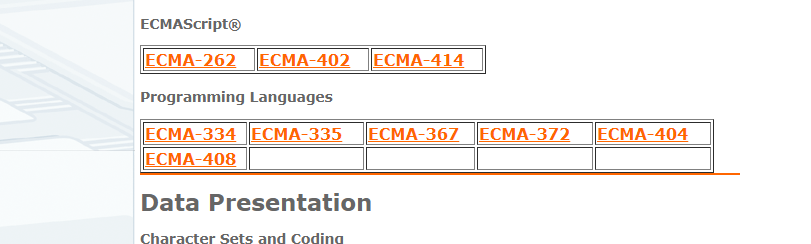 ECMAScript®
ECMA-262 ECMA-402 ECMA-414
Programming Languages
ECMA-334 ECMA-335 ECMA-367 ECMA-372 ECMA-404
ECMA-408
Data Presentation
Character Sets and Coding